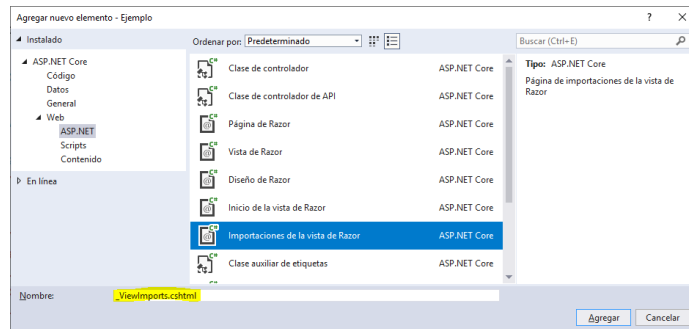 Agregar nuevo elemento - Ejemplo
? ×
Instalado
Ordenar por: Predeterminado
Buscar (Ctrl+E)
ASP.NET Core
Código
Datos
General
Web
ASP.NET
Scripts
Contenido
En línea
C# Clase de controlador ASP.NET Core
C# Clase de controlador de API ASP.NET Core
C# @ Página de Razor ASP.NET Core
C# @ Vista de Razor ASP.NET Core
C# @ Diseño de Razor ASP.NET Core
C# @ Inicio de la vista de Razor ASP.NET Core
C# @ Importaciones de la vista de Razor ASP.NET Core
C# Clase auxiliar de etiquetas ASP.NET Core
Tipo: ASP.NET Core
Página de importaciones de la vista de
Razor
Nombre: _ViewImports.cshtml
Agregar Cancelar